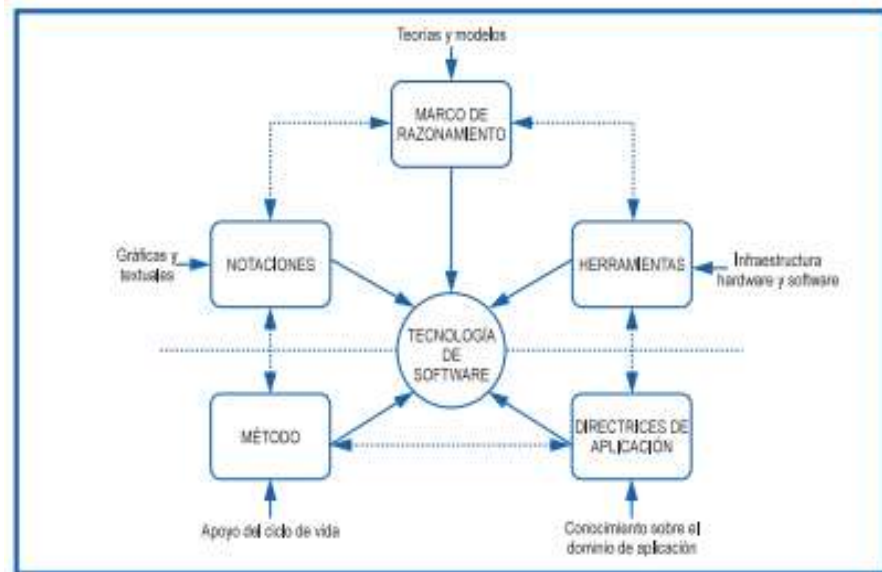 Teorías y modelos
MARCO DE
RAZONAMIENTO
Gráficas y
textuales
NOTACIONES
HERRAMIENTAS
Infraestructura
hardware y software
TECNOLOGÍA
DE
SOFTWARE
MÉTODO
DIRECTRICES DE
APLICACIÓN
Apoyo del ciclo de vida
Conocimiento sobre el
dominio de aplicación